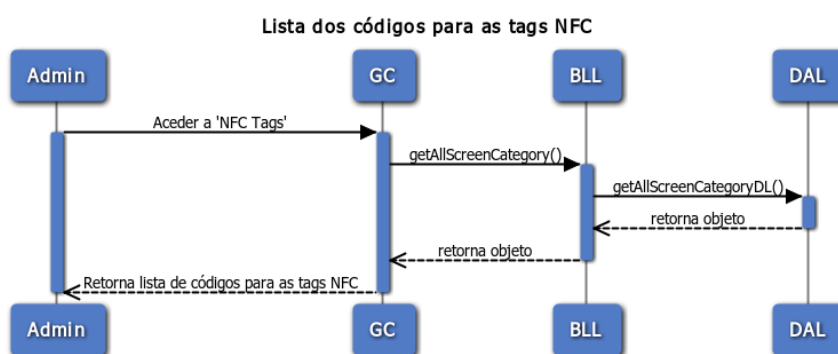 Lista dos códigos para as tags NFC
Admin GC BLL DAL
Aceder a 'NFC Tags'
getAllScreenCategory()
getAllScreenCategoryDL()
retorna objeto
retorna objeto
Retorna lista de códigos para as tags NFC
Admin GC BLL DAL